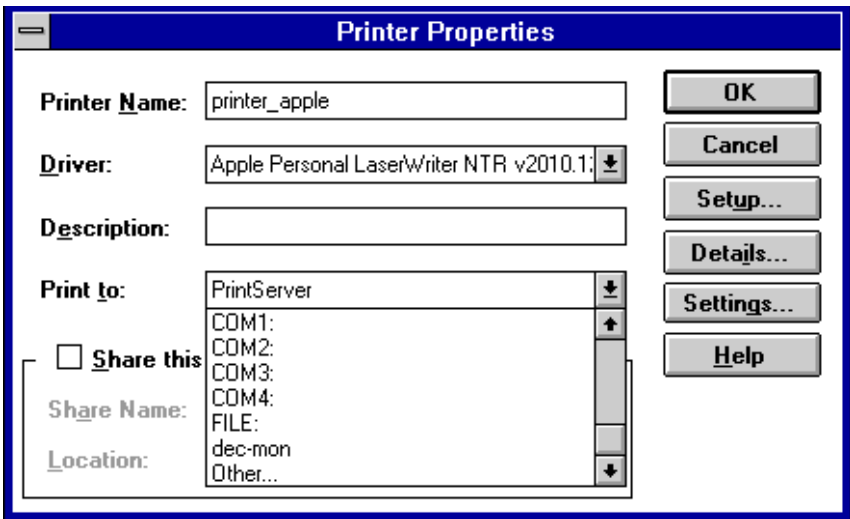 Printer Properties
Printer Name: printer_apple
OK
Driver: Apple Personal LaserWriter NTR v2010.1
Cancel
Description:
Setup...
Details...
Print to: PrintServer
Settings...
COM1:
COM2:
Share this
Help
COM3:
COM4:
Share Name:
FILE:
dec-mon
Location:
Other...